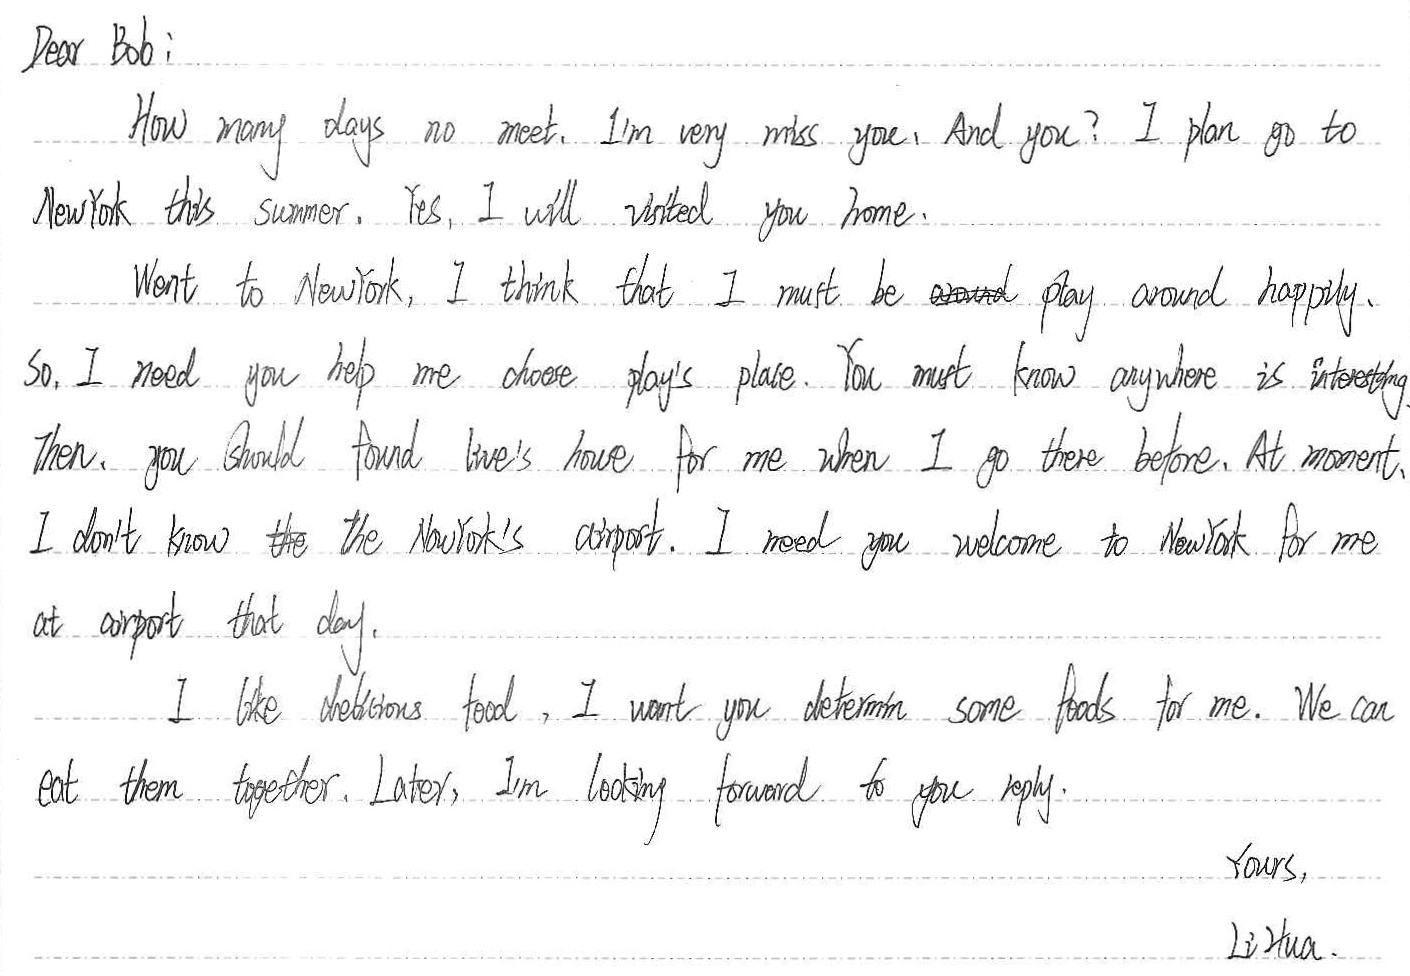 Dear Bob:
How many days no meet. I'm very miss you. And you? I plan go to
NewYork this summer. Yes, I will visited you home.
Went to NewYork, I think that I must be around play around happily.
So, I need you help me choose play's place. You must know anywhere is interesting.
Then, you should found live's house for me when I go there before. At moment,
I don't know the the NewYork's airport. I need you welcome to NewYork for me
at airport that day.
I like delicious food, I want you determin some foods for me. We can
eat them together. Later, I'm looking forward to you reply.
Yours,
Li Hua.